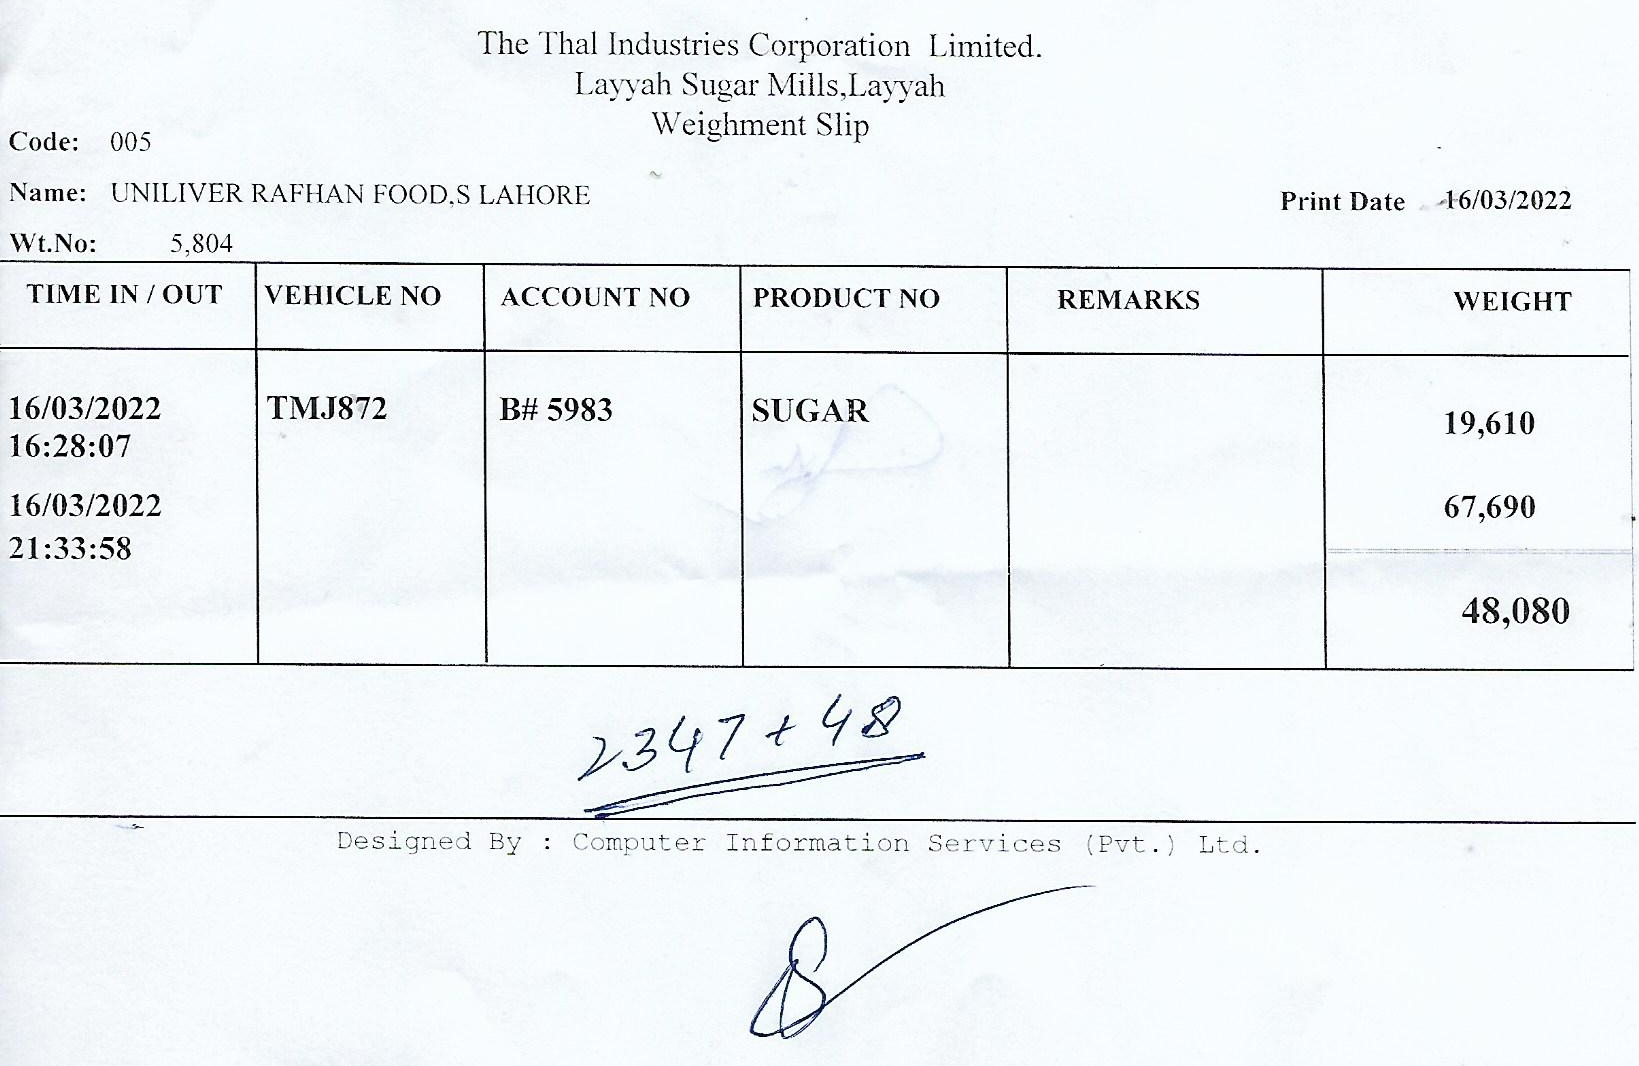 The Thal Industries Corporation Limited.
Layyah Sugar Mills,Layyah
Weighment Slip
Code: 005
Name: UNILIVER RAFHAN FOOD,S LAHORE
Print Date 16/03/2022
Wt.No: 5,804
TIME IN / OUT VEHICLE NO ACCOUNT NO PRODUCT NO REMARKS WEIGHT
16/03/2022 TMJ872 B# 5983 SUGAR 19,610
16:28:07
16/03/2022 67,690
21:33:58
48,080
2347 + 48
Designed By : Computer Information Services (Pvt.) Ltd.